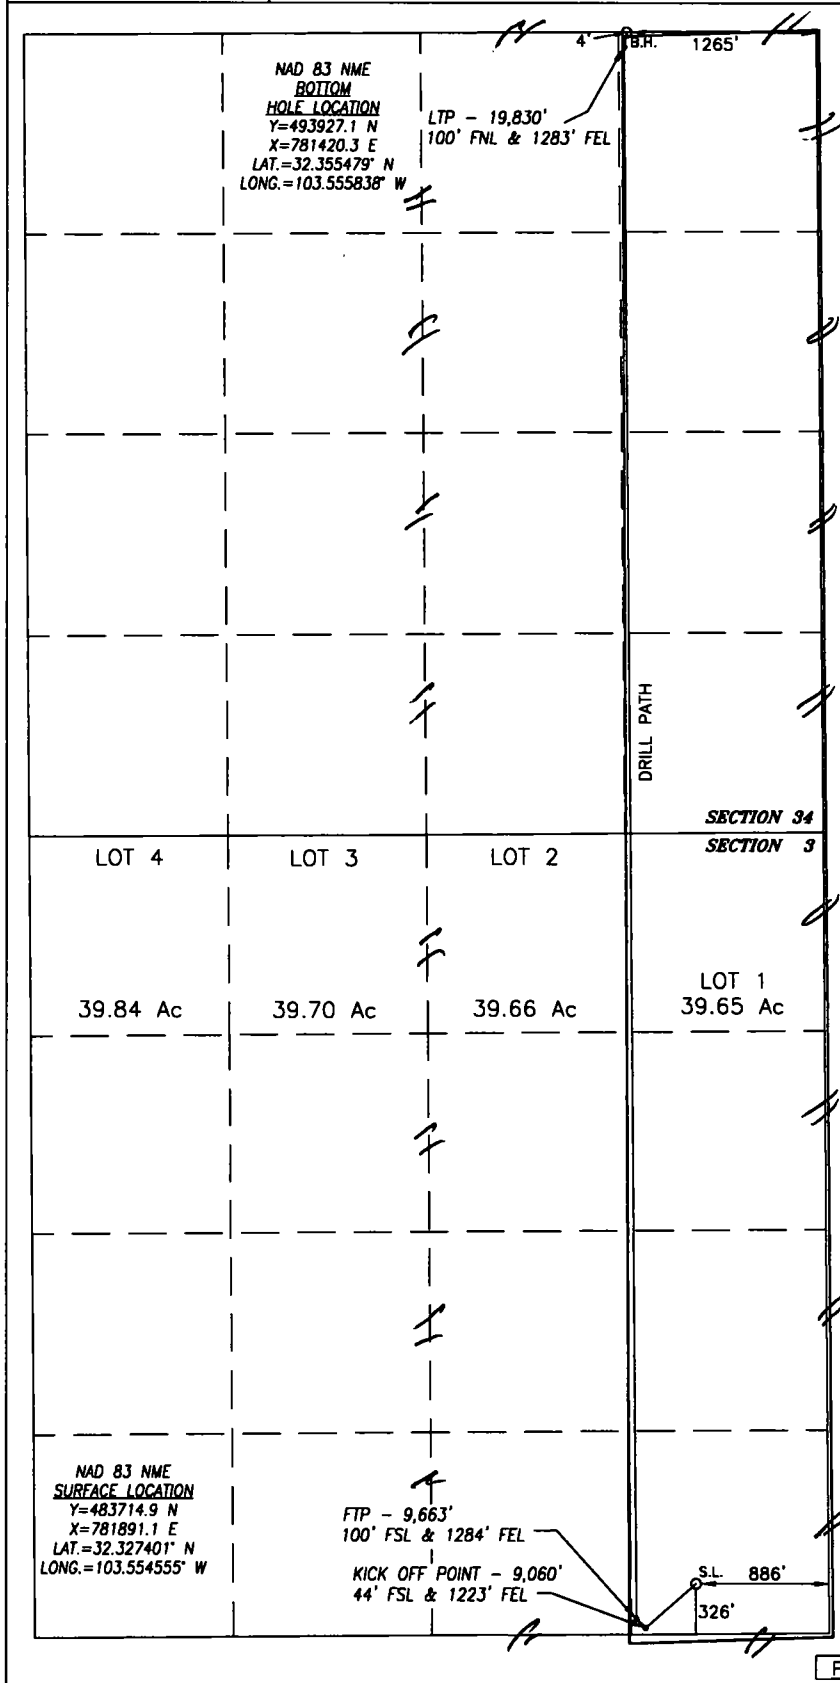 4'
B.H.
1265'
NAD 83 NME
BOTTOM
HOLE LOCATION
Y=493927.1 N
X=781420.3 E
LAT.=32.355479° N
LONG.=103.555838° W
LTP - 19,830'
100' FNL & 1283' FEL
DRILL PATH
SECTION 34
SECTION 3
LOT 4
LOT 3
LOT 2
LOT 1
39.84 Ac
39.70 Ac
39.66 Ac
39.65 Ac
NAD 83 NME
SURFACE LOCATION
Y=483714.9 N
X=781891.1 E
LAT.=32.327401° N
LONG.=103.554555° W
FTP - 9,663'
100' FSL & 1284' FEL
KICK OFF POINT - 9,060'
44' FSL & 1223' FEL
S.L.
886'
326'